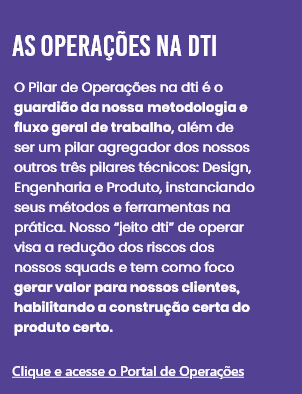 AS OPERAÇÕES NA DTI
O Pilar de Operações na dti é o
guardião da nossa metodologia e
fluxo geral de trabalho, além de
ser um pilar agregador dos nossos
outros três pilares técnicos: Design,
Engenharia e Produto, instanciando
seus métodos e ferramentas na
prática. Nosso “jeito dti” de operar
visa a redução dos riscos dos
nossos squads e tem como foco
gerar valor para nossos clientes,
habilitando a construção certa do
produto certo.
Clique e acesse o Portal de Operações